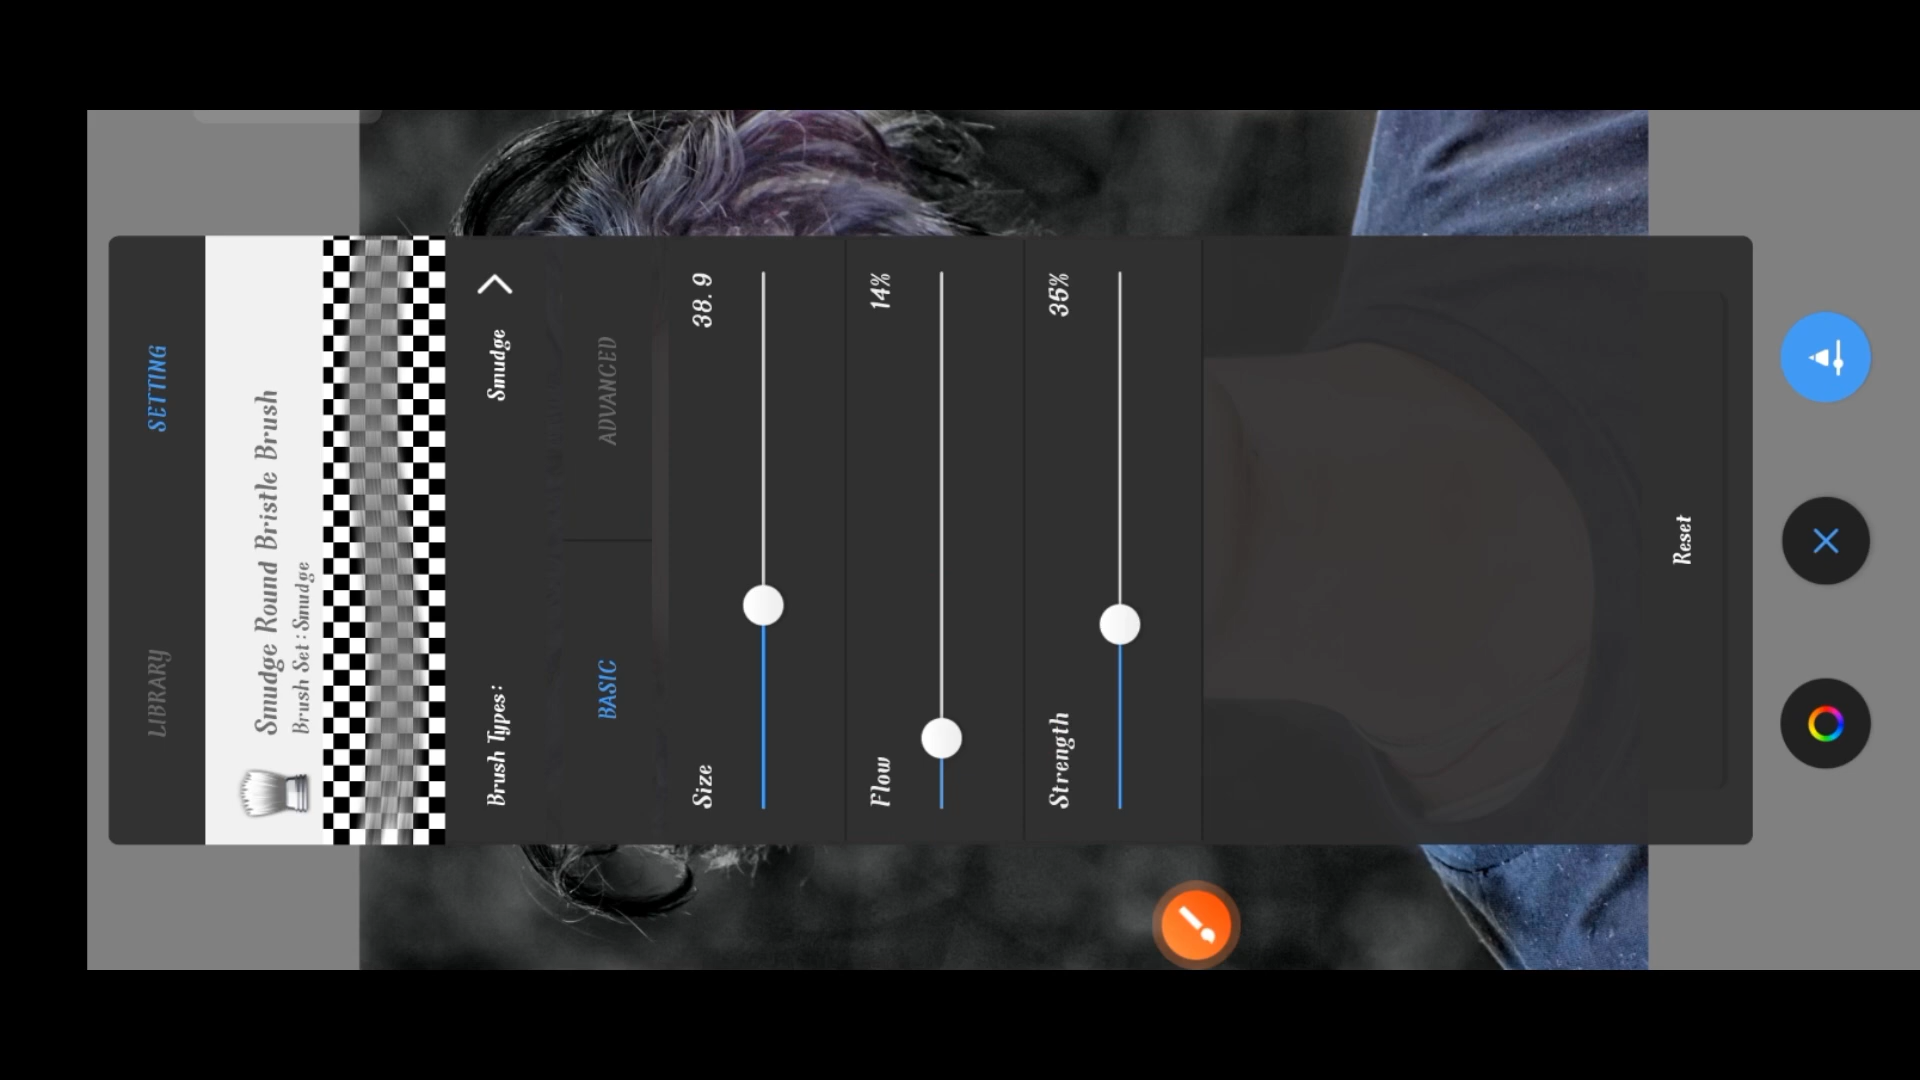 LIBRARY SETTING
Smudge Round Bristle Brush
Brush Set : Smudge
Brush Types: Smudge
BASIC ADVANCED
Size 38.9
Flow 14%
Strength 35%
Reset